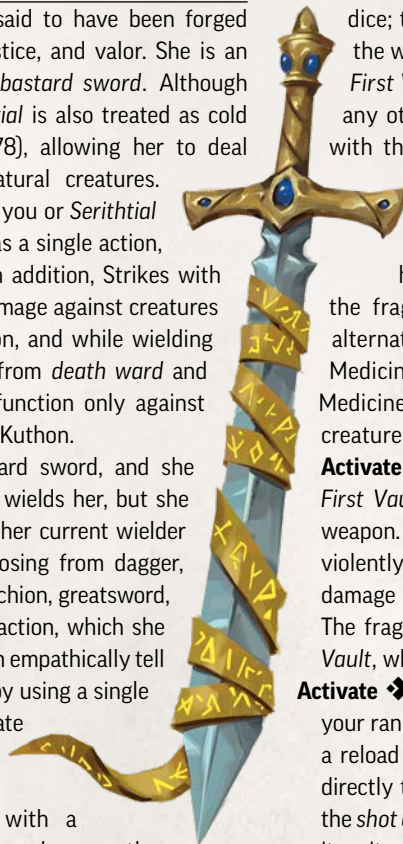 said to have been forged
stice, and valor. She is an
bastard sword. Although
ial is also treated as cold
78), allowing her to deal
atural creatures.
you or Serithtial
as a single action,
n addition, Strikes with
mage against creatures
on, and while wielding
from death ward and
function only against
Kuthon.
ard sword, and she
wields her, but she
her current wielder
osing from dagger,
chion, greatsword,
action, which she
n empathically tell
by using a single
ate
with a
dice; t
the w
First V
any ot
with th
h
the frag
alternat
Medicin
Medicine
creature
Activate
First Vau
weapon.
violently
damage
The frag
Vault, wh
Activate
your ran
a reload
directly t
the shot